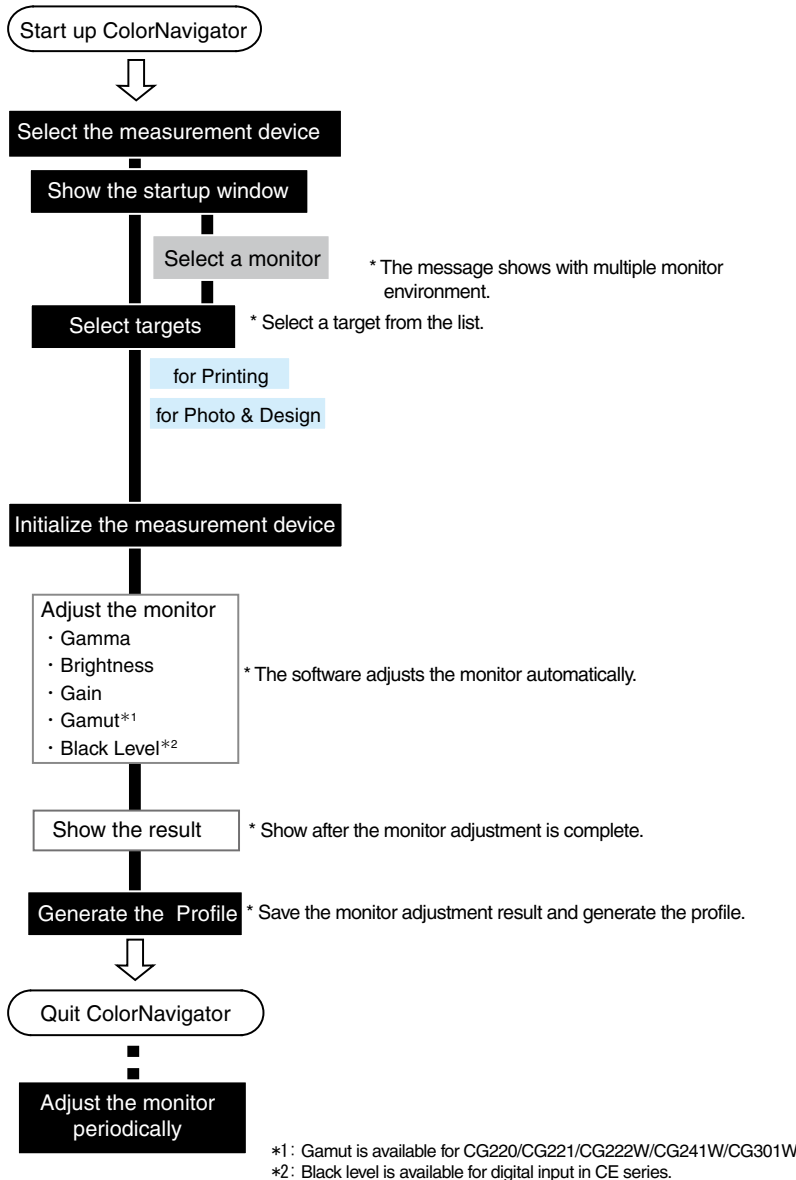 Start up ColorNavigator
Select the measurement device
Show the startup window
Select a monitor
* The message shows with multiple monitor
environment.
Select targets
* Select a target from the list.
for Printing
for Photo & Design
Initialize the measurement device
Adjust the monitor
・Gamma
・Brightness
・Gain
・Gamut*1
・Black Level*2
* The software adjusts the monitor automatically.
Show the result
* Show after the monitor adjustment is complete.
Generate the Profile
* Save the monitor adjustment result and generate the profile.
Quit ColorNavigator
Adjust the monitor
periodically
*1: Gamut is available for CG220/CG221/CG222W/CG241W/CG301W
*2: Black level is available for digital input in CE series.